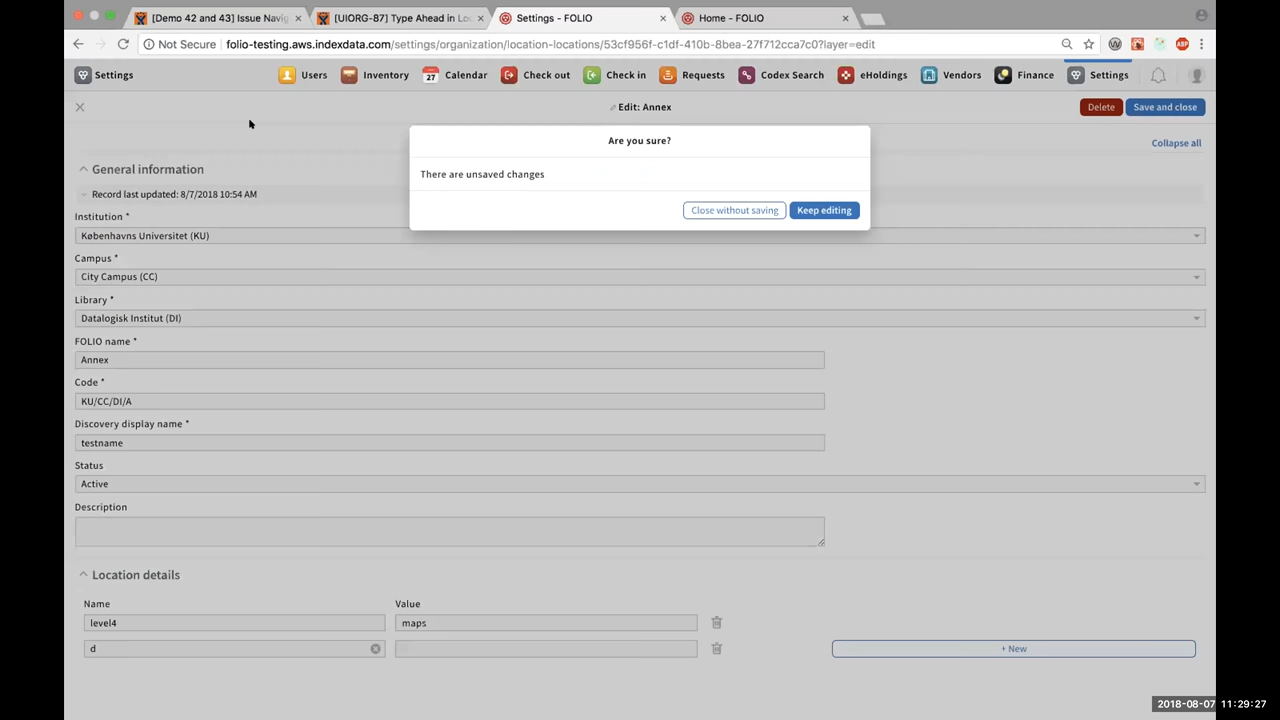 [Demo 42 and 43] Issue Navig
[UIORG-87] Type Ahead in Loc
Settings - FOLIO
Home - FOLIO
Not Secure
folio-testing.aws.indexdata.com/settings/organization/location-locations/53cf956f-c1df-410b-8bea-27f712cca7c0?layer=edit
ABP
Settings
Users
Inventory
27
Calendar
Check out
Check in
Requests
Codex Search
eHoldings
Vendors
Finance
Settings
Edit: Annex
Delete
Save and close
Are you sure?
There are unsaved changes
Close without saving
Keep editing
Collapse all
General information
Record last updated: 8/7/2018 10:54 AM
Institution *
Københavns Universitet (KU)
Campus *
City Campus (CC)
Library *
Datalogisk Institut (DI)
FOLIO name *
Annex
Code *
KU/CC/DI/A
Discovery display name *
testname
Status
Active
Description
Location details
Name
Value
level4
maps
d
+ New
2018-08-07 11:29:27